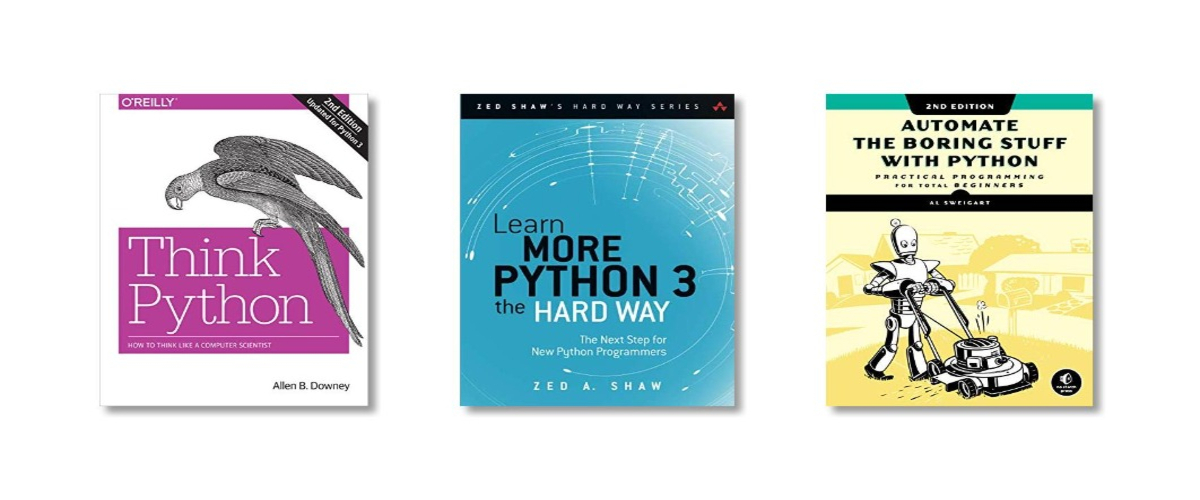 O'REILLY
2nd Edition
Updated for Python 3
Think
Python
HOW TO THINK LIKE A COMPUTER SCIENTIST
Allen B. Downey
ZED SHAW'S HARD WAY SERIES
Learn
MORE
PYTHON 3
the HARD WAY
The Next Step for
New Python Programmers
ZED A. SHAW
2ND EDITION
AUTOMATE
THE BORING STUFF
WITH PYTHON
PRACTICAL PROGRAMMING
FOR TOTAL BEGINNERS
AL SWEIGART